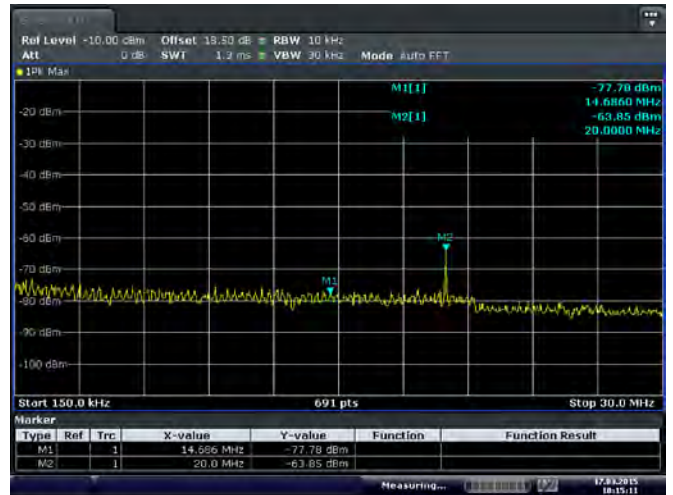 Ref Level -10.00 dBm Offset 18.50 dB RBW 10 kHz
Att 0 dB SWT 1.3 ms VBW 30 kHz Mode Auto FFT
1Pk Max
M1[1] -77.78 dBm
14.6860 MHz
-20 dBm
M2[1] -63.85 dBm
20.0000 MHz
-30 dBm
-40 dBm
-50 dBm
-60 dBm
M2
-70 dBm
M1
-80 dBm
-90 dBm
-100 dBm
Start 150.0 kHz 691 pts Stop 30.0 MHz
Marker
Type Ref Trc X-value Y-value Function Function Result
M1 1 14.686 MHz -77.78 dBm
M2 1 20.0 MHz -63.85 dBm
Measuring... 17.03.2015
10:15:11